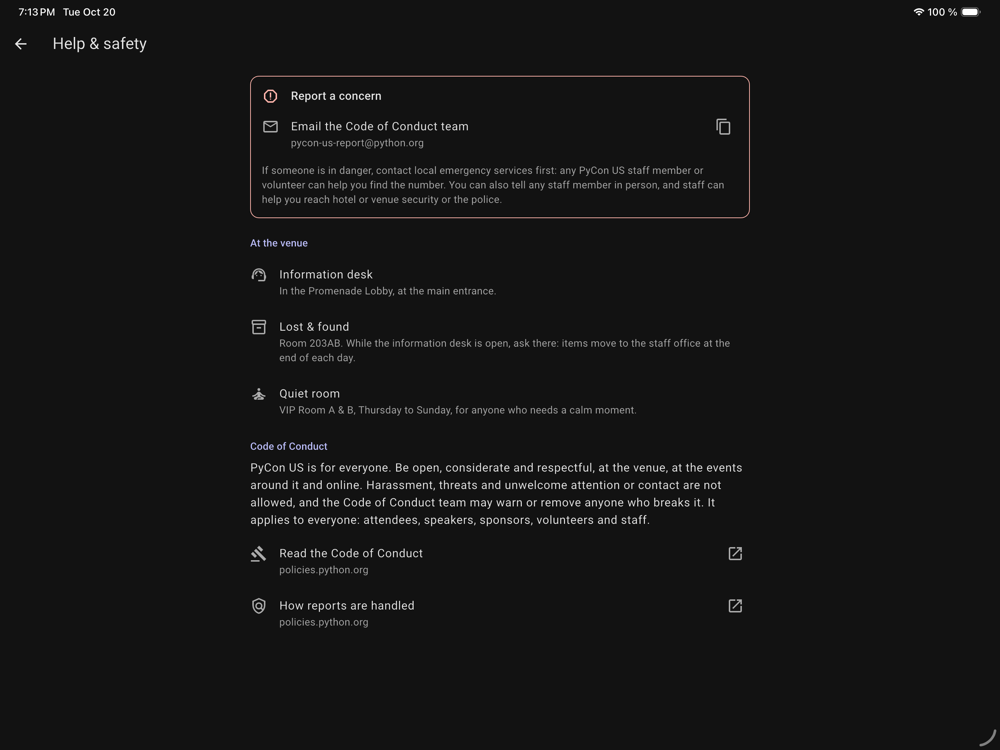 7:13 PM Tue Oct 20
100 %
Help & safety
Report a concern
Email the Code of Conduct team
pycon-us-report@python.org
If someone is in danger, contact local emergency services first: any PyCon US staff member or
volunteer can help you find the number. You can also tell any staff member in person, and staff can
help you reach hotel or venue security or the police.
At the venue
Information desk
In the Promenade Lobby, at the main entrance.
Lost & found
Room 203AB. While the information desk is open, ask there: items move to the staff office at the
end of each day.
Quiet room
VIP Room A & B, Thursday to Sunday, for anyone who needs a calm moment.
Code of Conduct
PyCon US is for everyone. Be open, considerate and respectful, at the venue, at the events
around it and online. Harassment, threats and unwelcome attention or contact are not
allowed, and the Code of Conduct team may warn or remove anyone who breaks it. It
applies to everyone: attendees, speakers, sponsors, volunteers and staff.
Read the Code of Conduct
policies.python.org
How reports are handled
policies.python.org